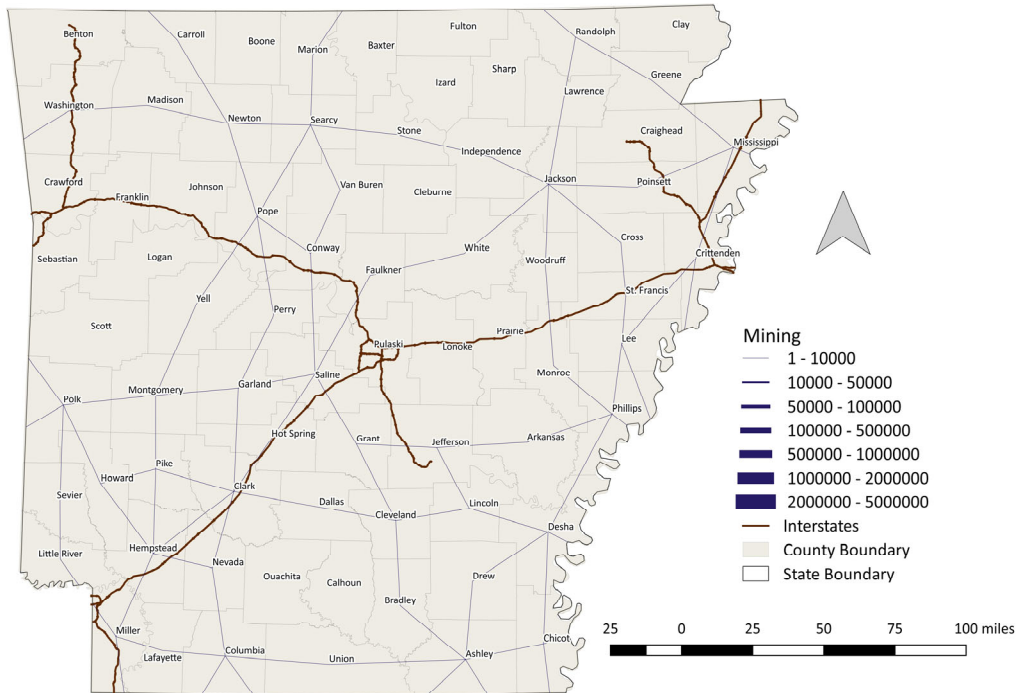 Benton
Carroll
Boone
Marion
Baxter
Fulton
Randolph
Clay
Sharp
Izard
Greene
Lawrence
Washington
Madison
Newton
Searcy
Stone
Independence
Craighead
Mississippi
Crawford
Franklin
Johnson
Van Buren
Cleburne
Jackson
Poinsett
Pope
Conway
White
Cross
Woodruff
Crittenden
Sebastian
Logan
Faulkner
St. Francis
Yell
Perry
Scott
Pulaski
Lonoke
Prairie
Lee
Monroe
Saline
Garland
Montgomery
Polk
Phillips
Hot Spring
Grant
Jefferson
Arkansas
Pike
Howard
Clark
Sevier
Dallas
Cleveland
Lincoln
Desha
Little River
Hempstead
Nevada
Ouachita
Calhoun
Drew
Bradley
Miller
Lafayette
Columbia
Union
Ashley
Chicot
Mining
1 - 10000
10000 - 50000
50000 - 100000
100000 - 500000
500000 - 1000000
1000000 - 2000000
2000000 - 5000000
Interstates
County Boundary
State Boundary
25 0 25 50 75 100 miles